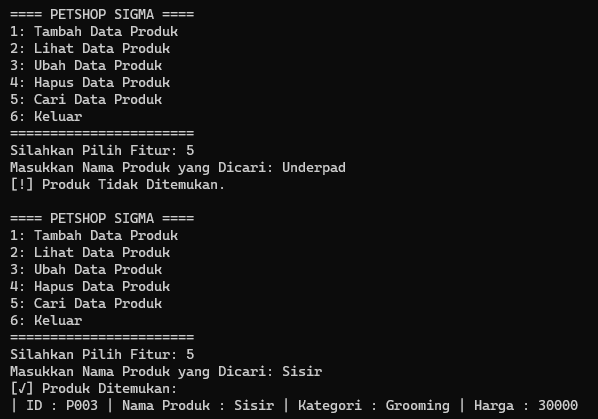 ==== PETSHOP SIGMA ====
1: Tambah Data Produk
2: Lihat Data Produk
3: Ubah Data Produk
4: Hapus Data Produk
5: Cari Data Produk
6: Keluar
=======================
Silahkan Pilih Fitur: 5
Masukkan Nama Produk yang Dicari: Underpad
[!] Produk Tidak Ditemukan.

==== PETSHOP SIGMA ====
1: Tambah Data Produk
2: Lihat Data Produk
3: Ubah Data Produk
4: Hapus Data Produk
5: Cari Data Produk
6: Keluar
=======================
Silahkan Pilih Fitur: 5
Masukkan Nama Produk yang Dicari: Sisir
[√] Produk Ditemukan:
| ID : P003 | Nama Produk : Sisir | Kategori : Grooming | Harga : 30000